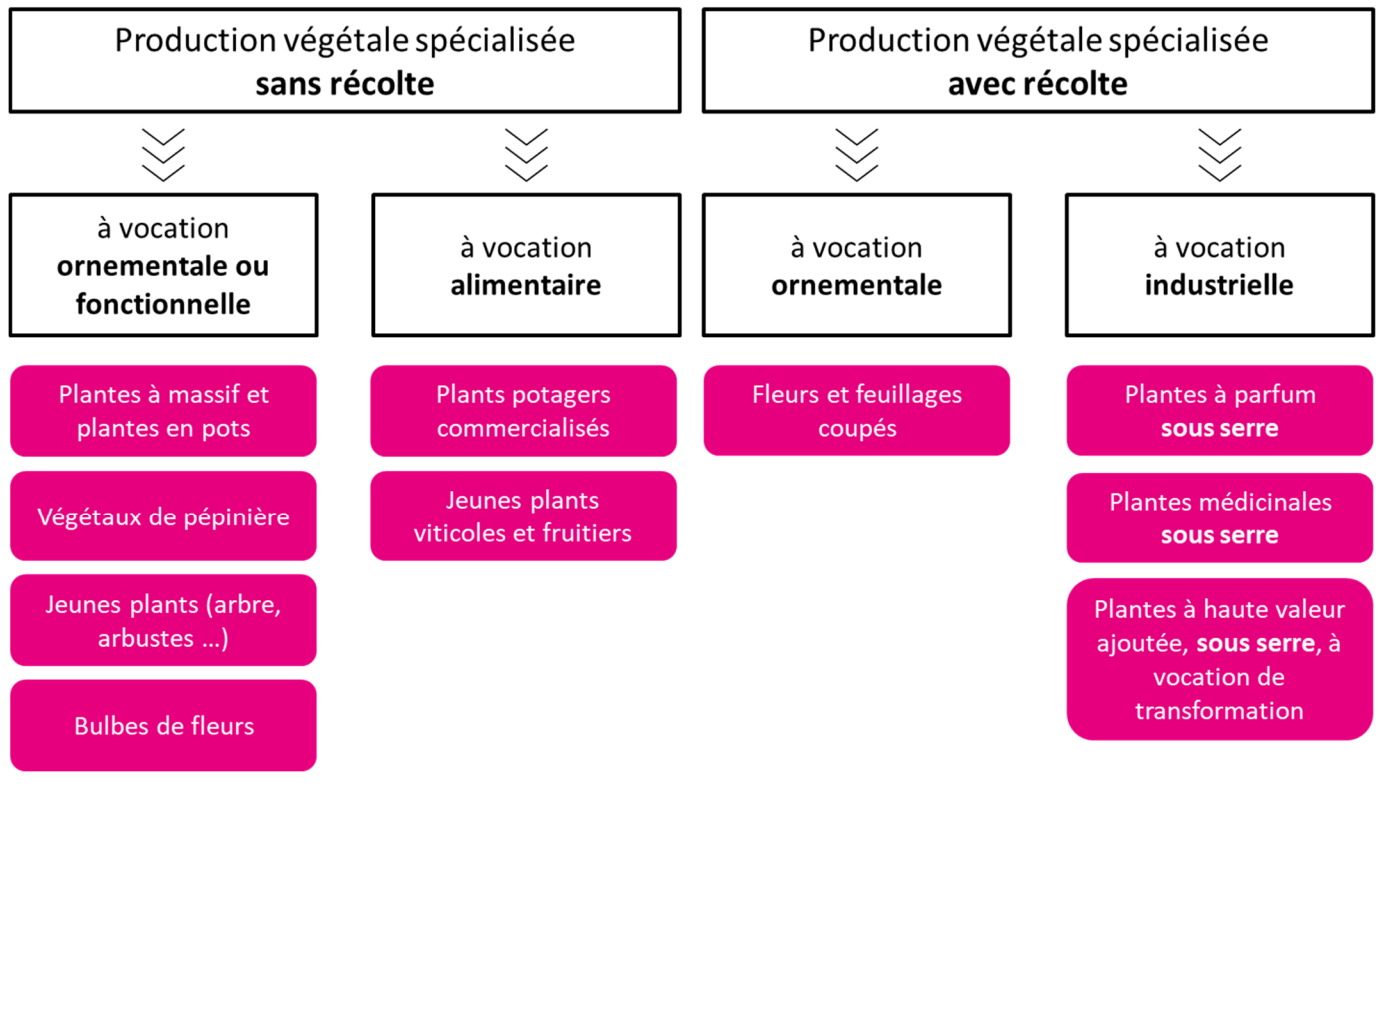 Production végétale spécialisée
sans récolte
Production végétale spécialisée
avec récolte
à vocation
ornementale ou
fonctionnelle
à vocation
alimentaire
à vocation
ornementale
à vocation
industrielle
Plantes à massif et
plantes en pots
Végétaux de pépinière
Jeunes plants (arbre,
arbustes ...)
Bulbes de fleurs
Plants potagers
commercialisés
Jeunes plants
viticoles et fruitiers
Fleurs et feuillages
coupés
Plantes à parfum
sous serre
Plantes médicinales
sous serre
Plantes à haute valeur
ajoutée, sous serre, à
vocation de
transformation